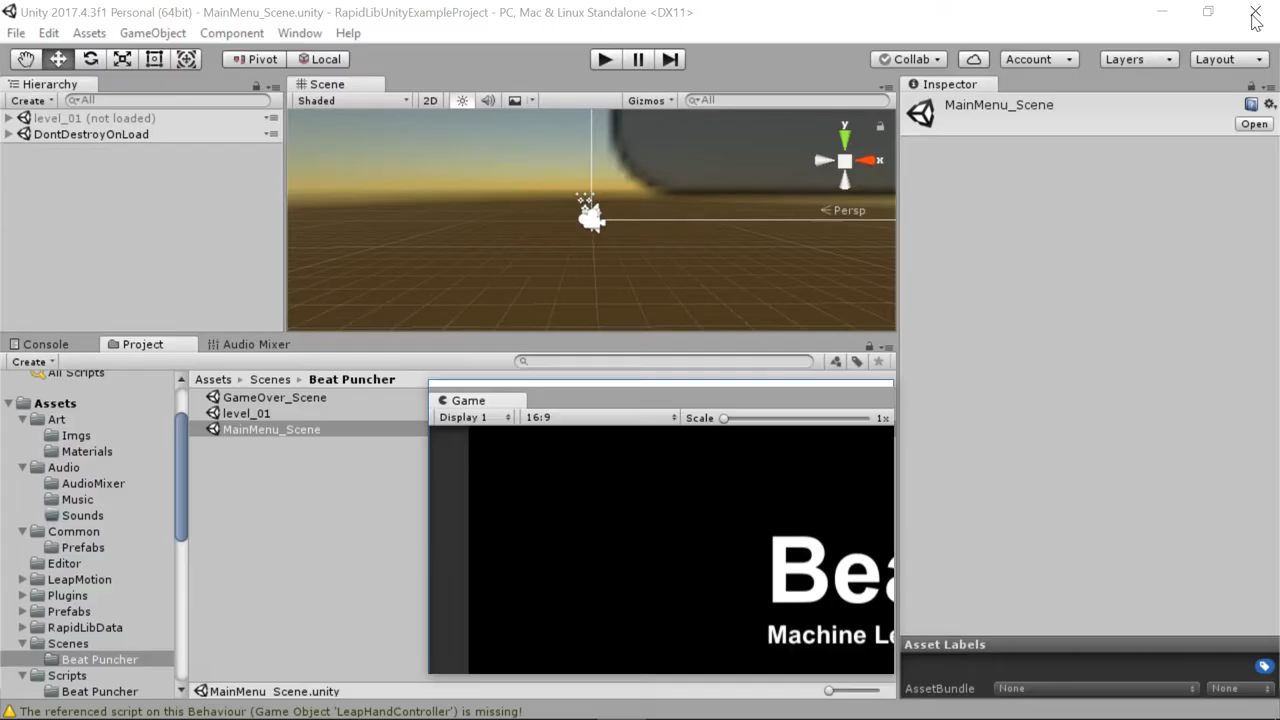 Unity 2017.4.3f1 Personal (64bit) - MainMenu_Scene.unity - RapidLibUnityExampleProject - PC, Mac & Linux Standalone <DX11>
File Edit Assets GameObject Component Window Help
Pivot Local Collab Account Layers Layout
Hierarchy
Create All
level_01 (not loaded)
DontDestroyOnLoad
Scene
Shaded 2D Gizmos All
y
x
Persp
Inspector
MainMenu_Scene
Open
Console Project Audio Mixer
Create
All Scripts
Assets
Art
Imgs
Materials
Audio
AudioMixer
Music
Sounds
Common
Prefabs
Editor
LeapMotion
Plugins
Prefabs
RapidLibData
Scenes
Beat Puncher
Scripts
Beat Puncher
Assets Scenes Beat Puncher
GameOver_Scene
level_01
MainMenu_Scene
MainMenu_Scene.unity
Game
Display 1 16:9 Scale 1x
Bea
Machine Le
Asset Labels
AssetBundle None None
The referenced script on this Behaviour (Game Object 'LeapHandController') is missing!